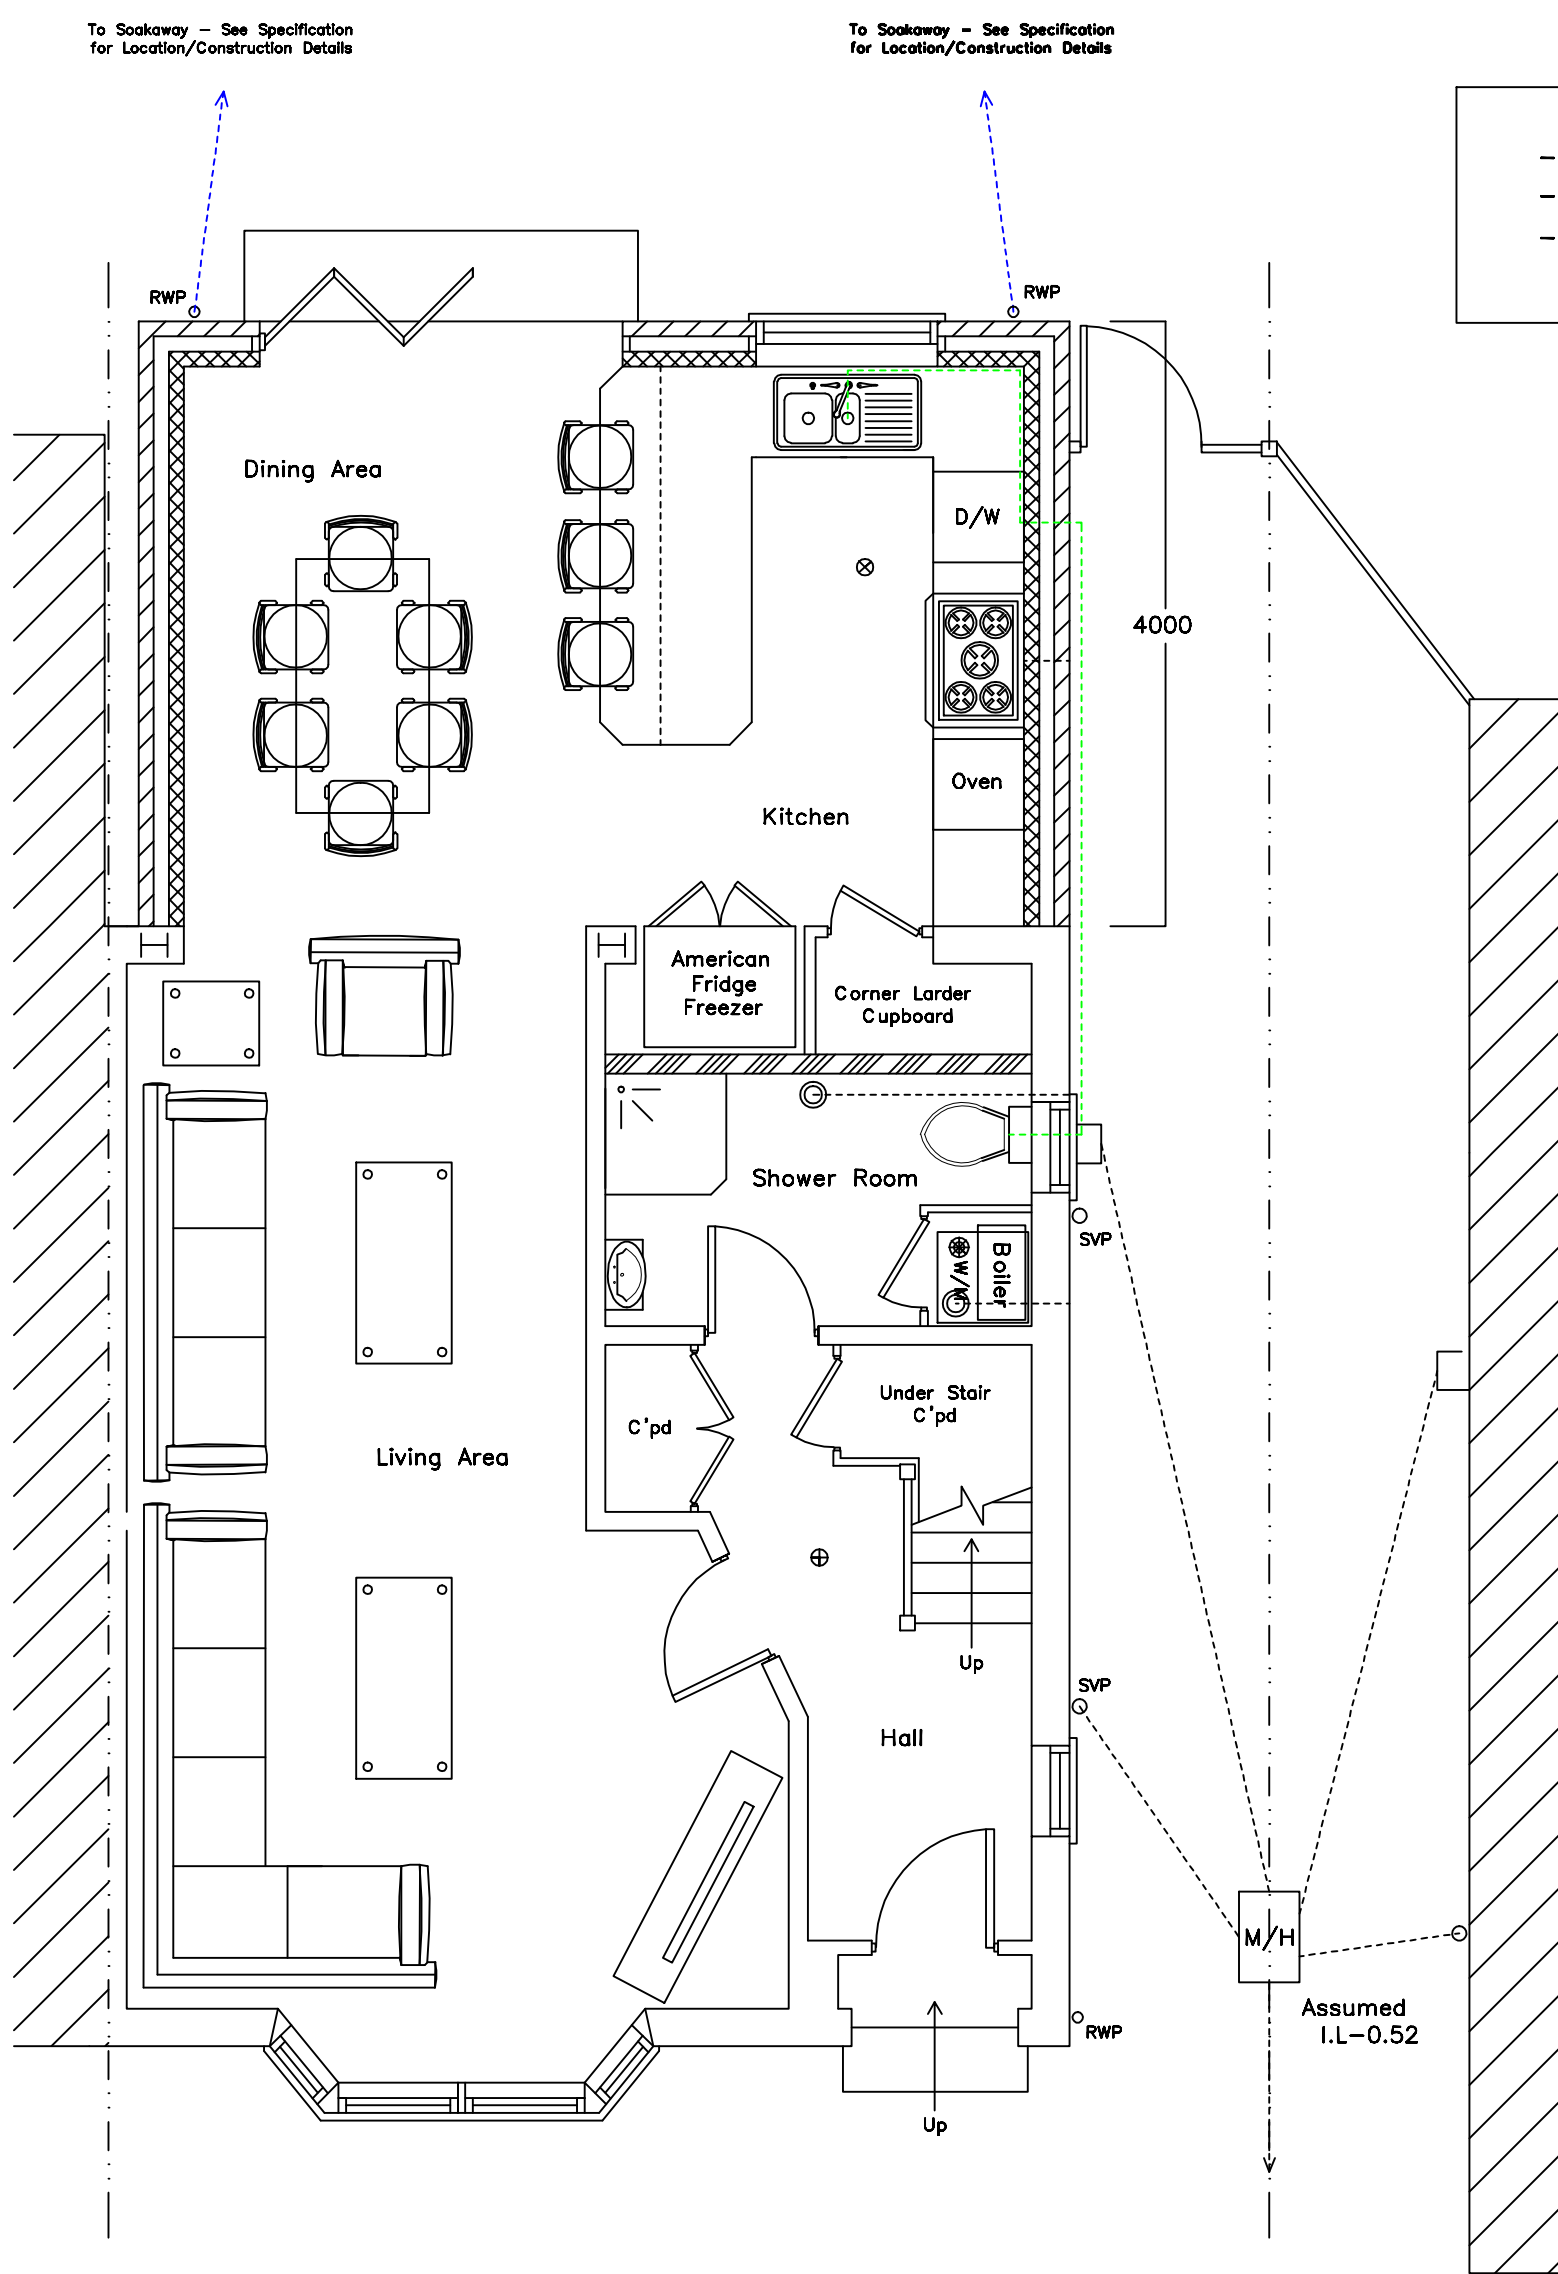 To Soakaway - See Specification
for Location/Construction Details
To Soakaway - See Specification
for Location/Construction Details
RWP
RWP
Dining Area
D/W
4000
Oven
Kitchen
American
Fridge
Freezer
Corner Larder
Cupboard
Shower Room
SVP
Boiler
W/M
Under Stair
C'pd
C'pd
Living Area
Up
SVP
Hall
M/H
Assumed
I.L-0.52
RWP
Up